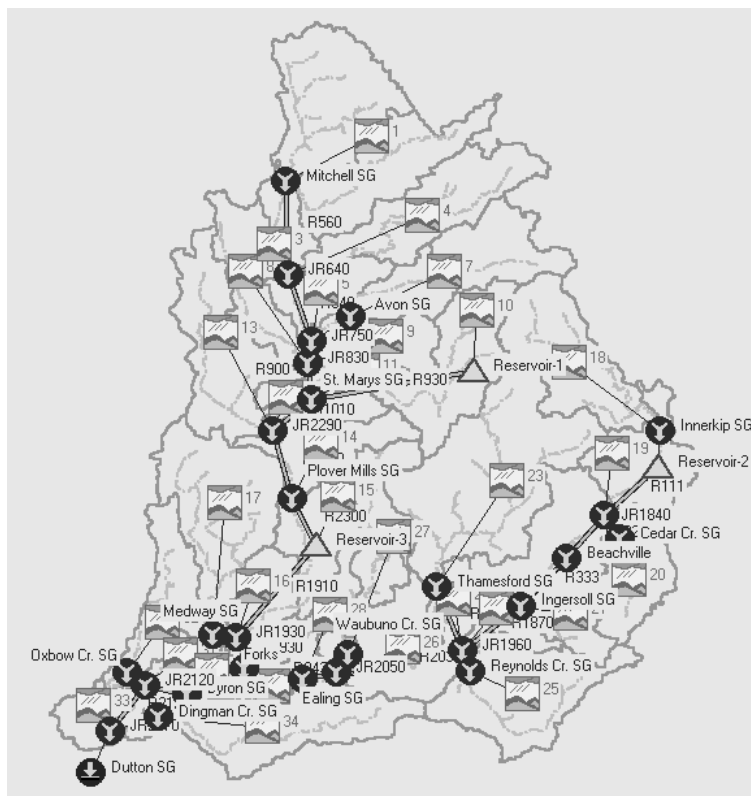 1
Mitchell SG
R560
4
3
JR640
8
7
5
Avon SG
10
13
9
JR750
JR830
R900
18
Reservoir-1
St. Marys SG
R930
JR2290
Innerkip SG
14
19
Reservoir-2
Plover Mills SG
23
R111
15
17
JR1840
R2300
27
Cedar Cr. SG
Reservoir-3
Beachville
R333
20
R1910
16
Thamesford SG
28
Ingersoll SG
Medway SG
Waubuno Cr. SG
R1870
JR1930
JR1960
26
Forks
Oxbow Cr. SG
JR2050
Reynolds Cr. SG
JR2120
Byron SG
Ealing SG
25
33
Dingman Cr. SG
34
Dutton SG